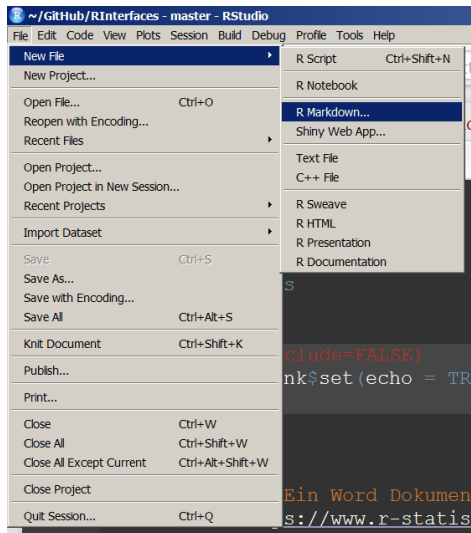 ~/GitHub/RInterfaces - master - RStudio
File Edit Code View Plots Session Build Debug Profile Tools Help
New File
New Project...
Open File... Ctrl+O
Reopen with Encoding...
Recent Files
Open Project...
Open Project in New Session...
Recent Projects
Import Dataset
Save Ctrl+S
Save As...
Save with Encoding...
Save All Ctrl+Alt+S
Knit Document Ctrl+Shift+K
Publish...
Print...
Close Ctrl+W
Close All Ctrl+Shift+W
Close All Except Current Ctrl+Alt+Shift+W
Close Project
Quit Session... Ctrl+Q
R Script Ctrl+Shift+N
R Notebook
R Markdown...
Shiny Web App...
Text File
C++ File
R Sweave
R HTML
R Presentation
R Documentation
s
clude=FALSE}
nk$set(echo = TR
Ein Word Dokumen
s://www.r-statis